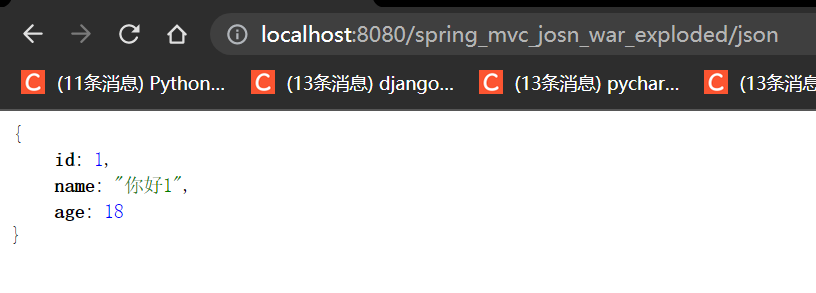 localhost:8080/spring_mvc_josn_war_exploded/json
C (11条消息) Python... C (13条消息) django... C (13条消息) pychar... C (13条消息
{
id: 1,
name: "你好1",
age: 18
}